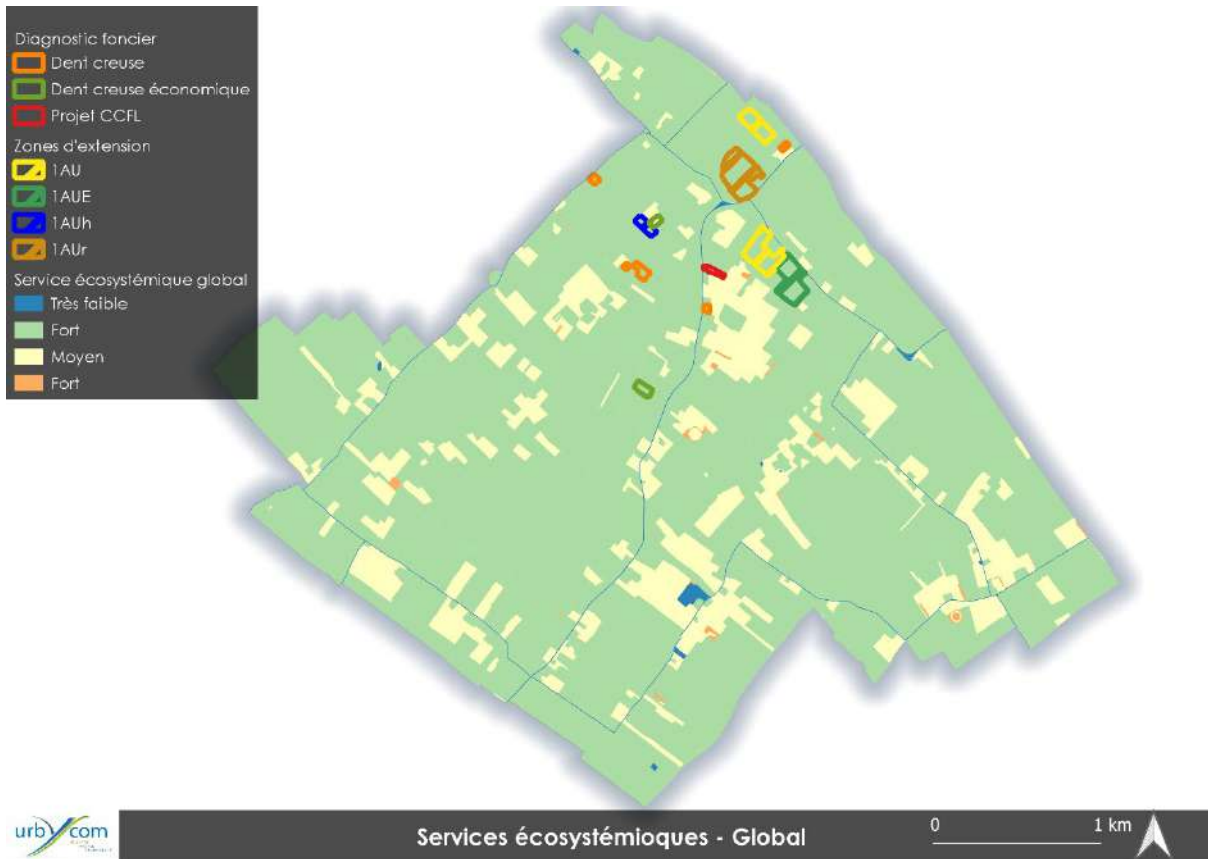 Diagnostic foncier
Dent creuse
Dent creuse économique
Projet CCFL
Zones d'extension
1AU
1AUE
1AUh
1AUr
Service écosystémique global
Très faible
Fort
Moyen
Fort
urbycom
Services écosystémioques - Global
0 1 km